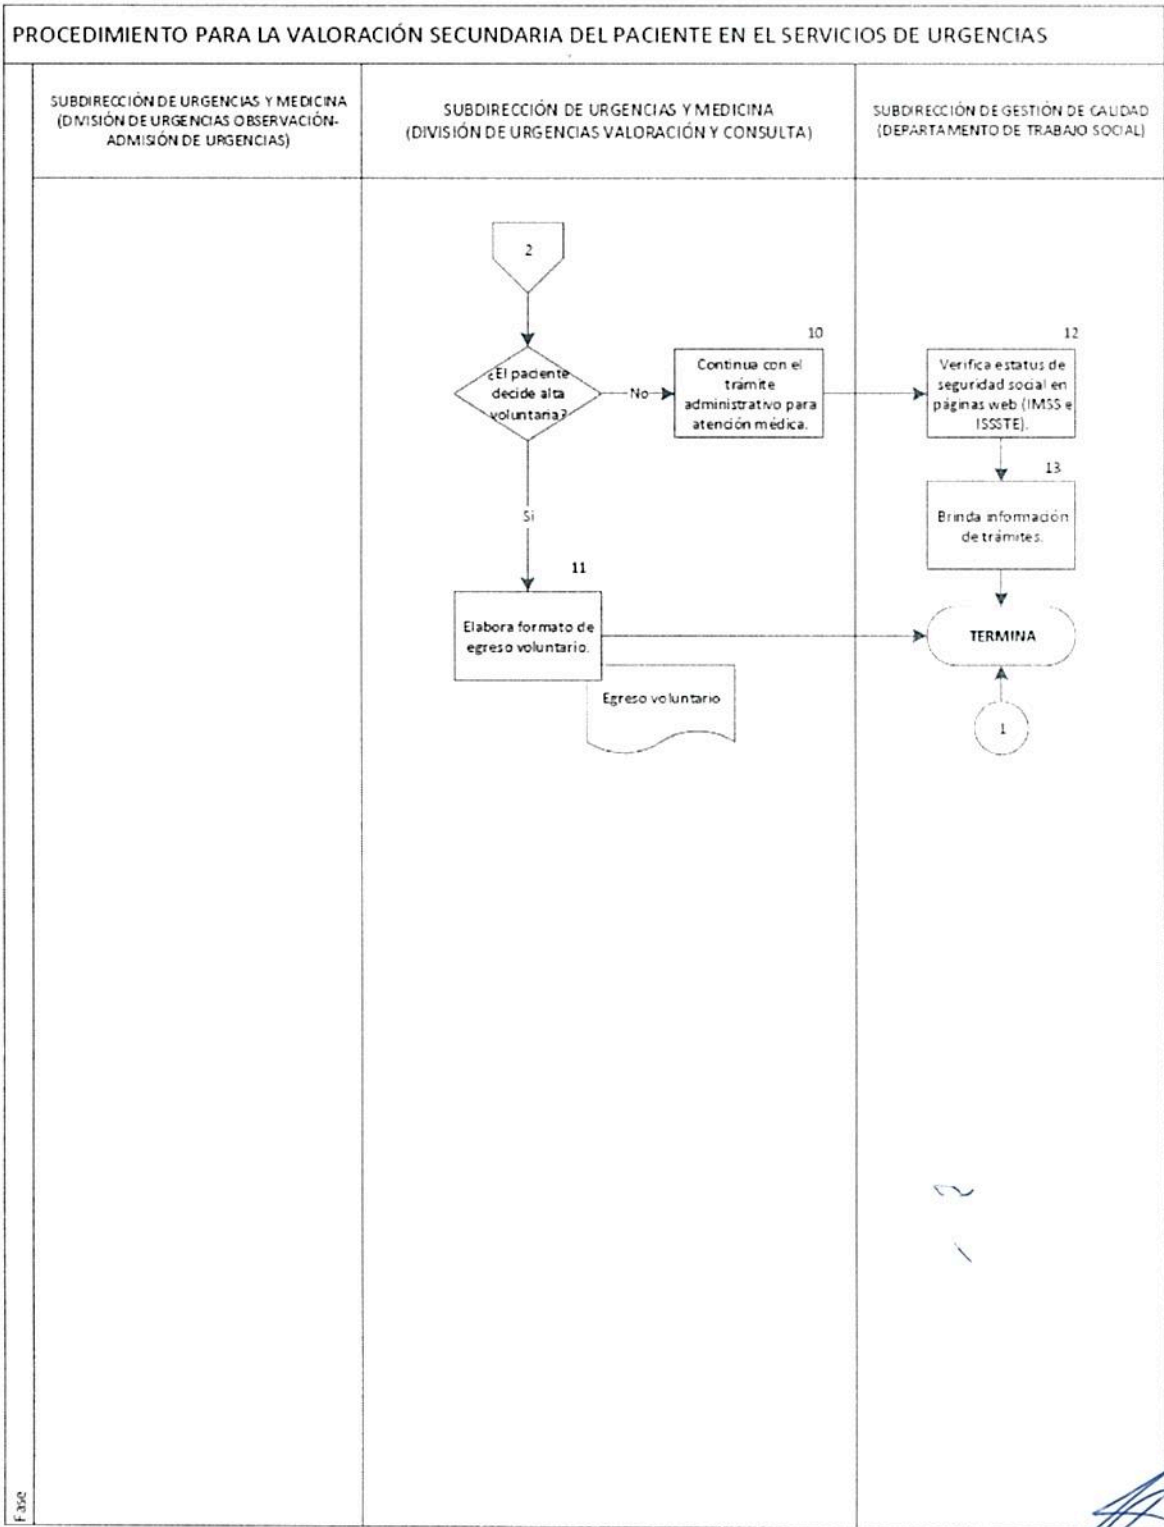 PROCEDIMIENTO PARA LA VALORACIÓN SECUNDARIA DEL PACIENTE EN EL SERVICIOS DE URGENCIAS
SUBDIRECCIÓN DE URGENCIAS Y MEDICINA
(DIVISIÓN DE URGENCIAS OBSERVACIÓN-
ADMISIÓN DE URGENCIAS)
SUBDIRECCIÓN DE URGENCIAS Y MEDICINA
(DIVISIÓN DE URGENCIAS VALORACIÓN Y CONSULTA)
SUBDIRECCIÓN DE GESTIÓN DE CALIDAD
(DEPARTAMENTO DE TRABAJO SOCIAL)
2
¿El paciente
decide alta
voluntaria?
No
10
Continua con el
trámite
administrativo para
atención médica.
12
Verifica estatus de
seguridad social en
páginas web (IMSS e
ISSSTE).
13
Brinda información
de trámites.
Si
11
Elabora formato de
egreso voluntario.
Egreso voluntario
TERMINA
1
Fase